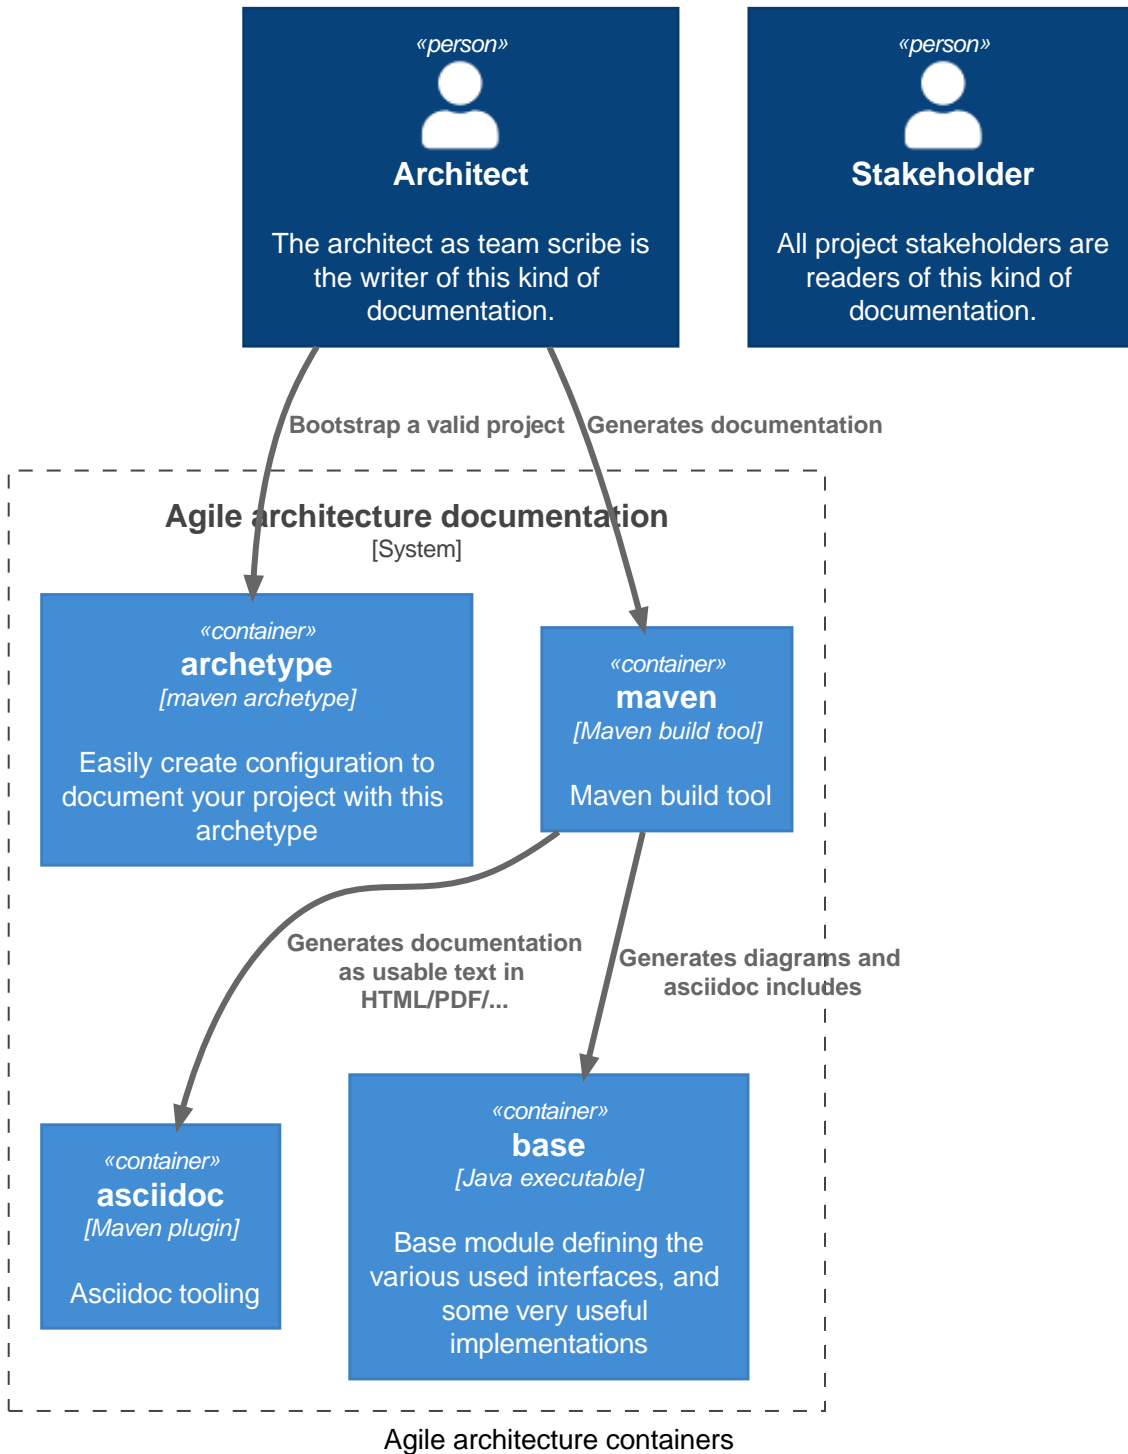 «person»
Architect
The architect as team scribe is
the writer of this kind of
documentation.
«person»
Stakeholder
All project stakeholders are
readers of this kind of
documentation.
Bootstrap a valid project
Generates documentation
Agile architecture documentation
[System]
«container»
archetype
[maven archetype]
Easily create configuration to
document your project with this
archetype
«container»
maven
[Maven build tool]
Maven build tool
Generates documentation
as usable text in
HTML/PDF/...
Generates diagrams and
asciidoc includes
«container»
asciidoc
[Maven plugin]
Asciidoc tooling
«container»
base
[Java executable]
Base module defining the
various used interfaces, and
some very useful
implementations
Agile architecture containers